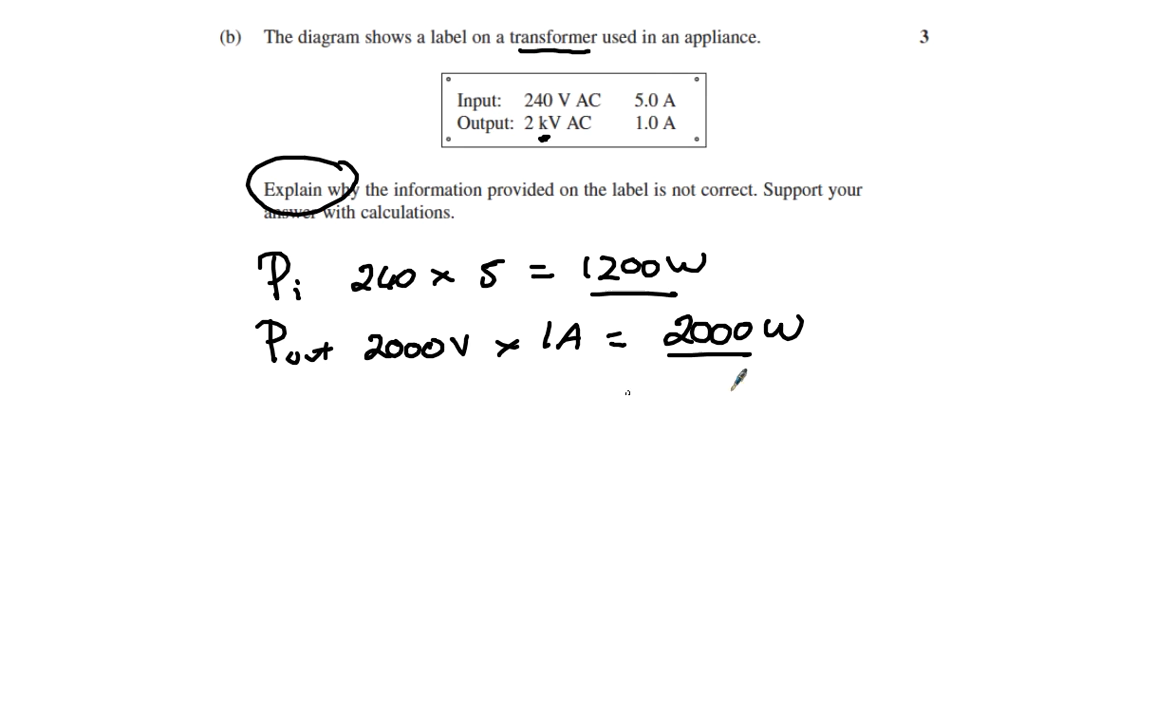 (b) The diagram shows a label on a transformer used in an appliance. 3
Input: 240 V AC 5.0 A
Output: 2 kV AC 1.0 A
Explain why the information provided on the label is not correct. Support your
answer with calculations.
Pi 240 × 5 = 1200W
Pout 2000V × 1A = 2000W